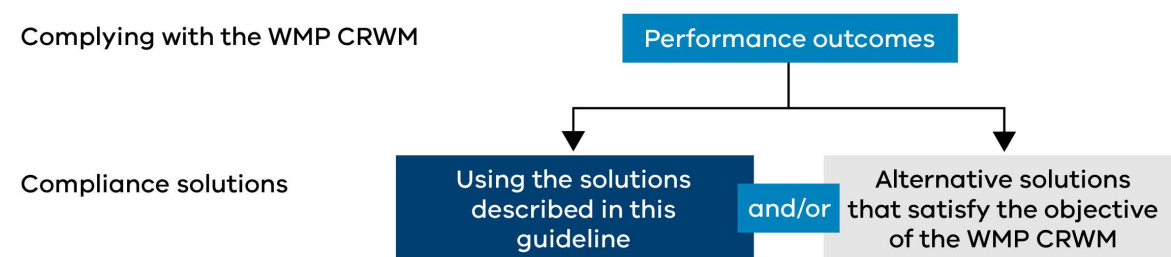 Complying with the WMP CRWM
Performance outcomes
Compliance solutions
Using the solutions
described in this
guideline
and/or
Alternative solutions
that satisfy the objective
of the WMP CRWM